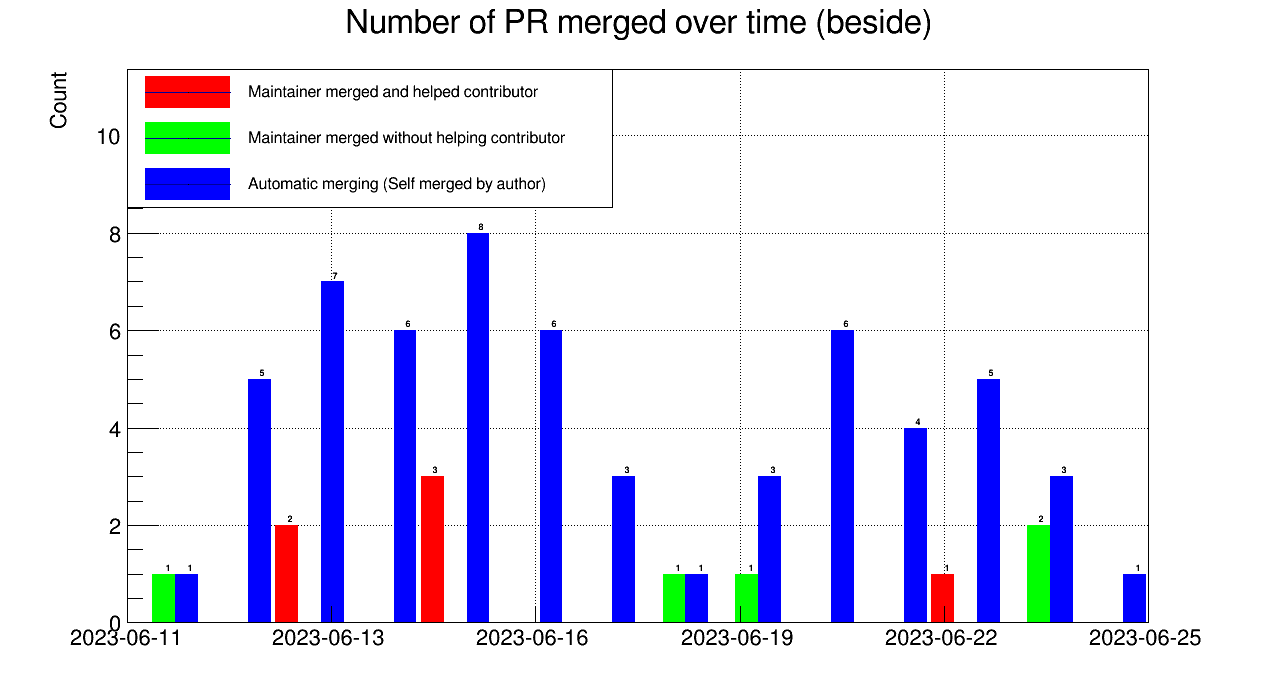 Number of PR merged over time (beside)
Count
Maintainer merged and helped contributor
Maintainer merged without helping contributor
Automatic merging (Self merged by author)
10
8
6
4
2
0
1 1 5 2 7 6 3 8 6 3 1 1 1 3 6 4 1 5 2 3 1
2023-06-11 2023-06-13 2023-06-16 2023-06-19 2023-06-22 2023-06-25